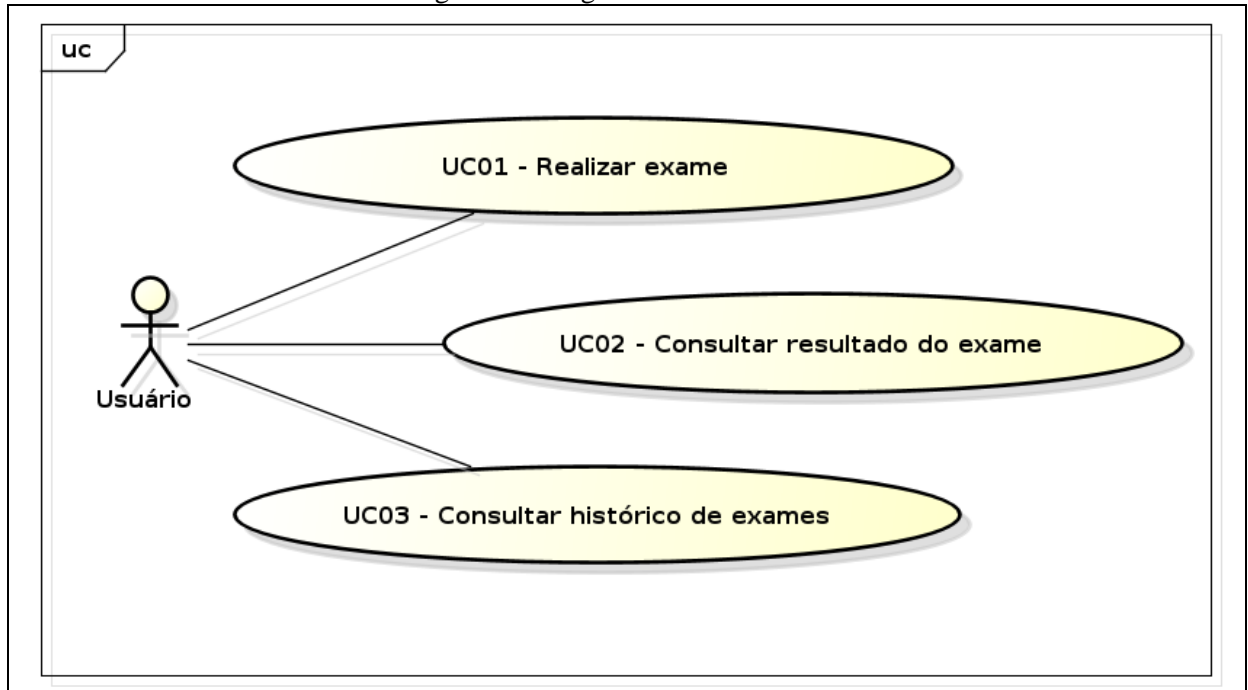 uc
UC01 - Realizar exame
UC02 - Consultar resultado do exame
Usuário
UC03 - Consultar histórico de exames